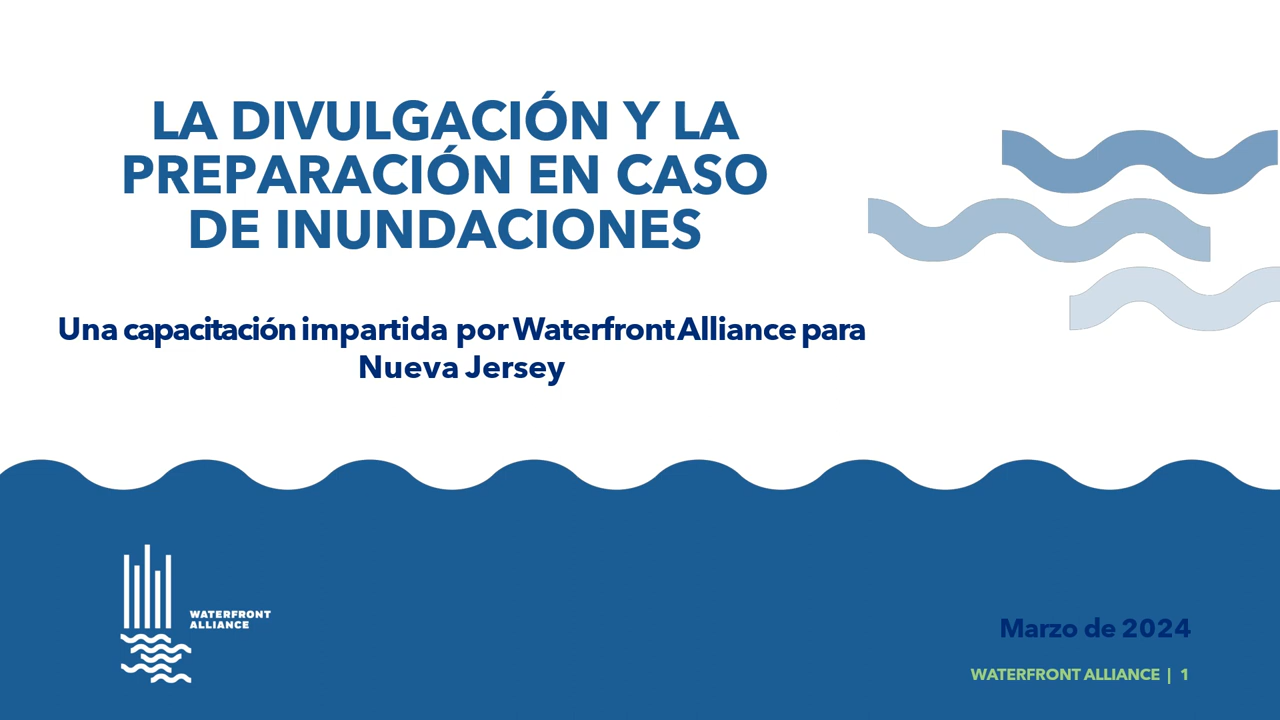 LA DIVULGACIÓN Y LA
PREPARACIÓN EN CASO
DE INUNDACIONES
Una capacitación impartida por Waterfront Alliance para
Nueva Jersey
WATERFRONT
ALLIANCE
Marzo de 2024
WATERFRONT ALLIANCE | 1